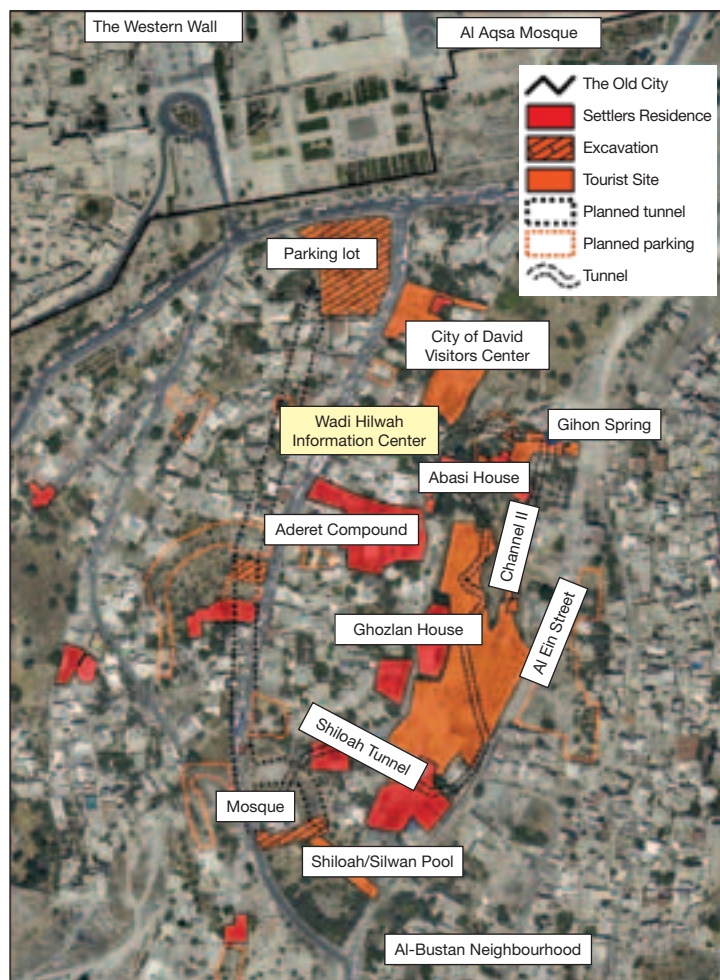 The Western Wall
Al Aqsa Mosque
The Old City
Settlers Residence
Excavation
Tourist Site
Planned tunnel
Planned parking
Tunnel
Parking lot
City of David
Visitors Center
Wadi Hilwah
Information Center
Gihon Spring
Abasi House
Aderet Compound
Channel II
Ghozlan House
Al Ein Street
Shiloah Tunnel
Mosque
Shiloah/Silwan Pool
Al-Bustan Neighbourhood